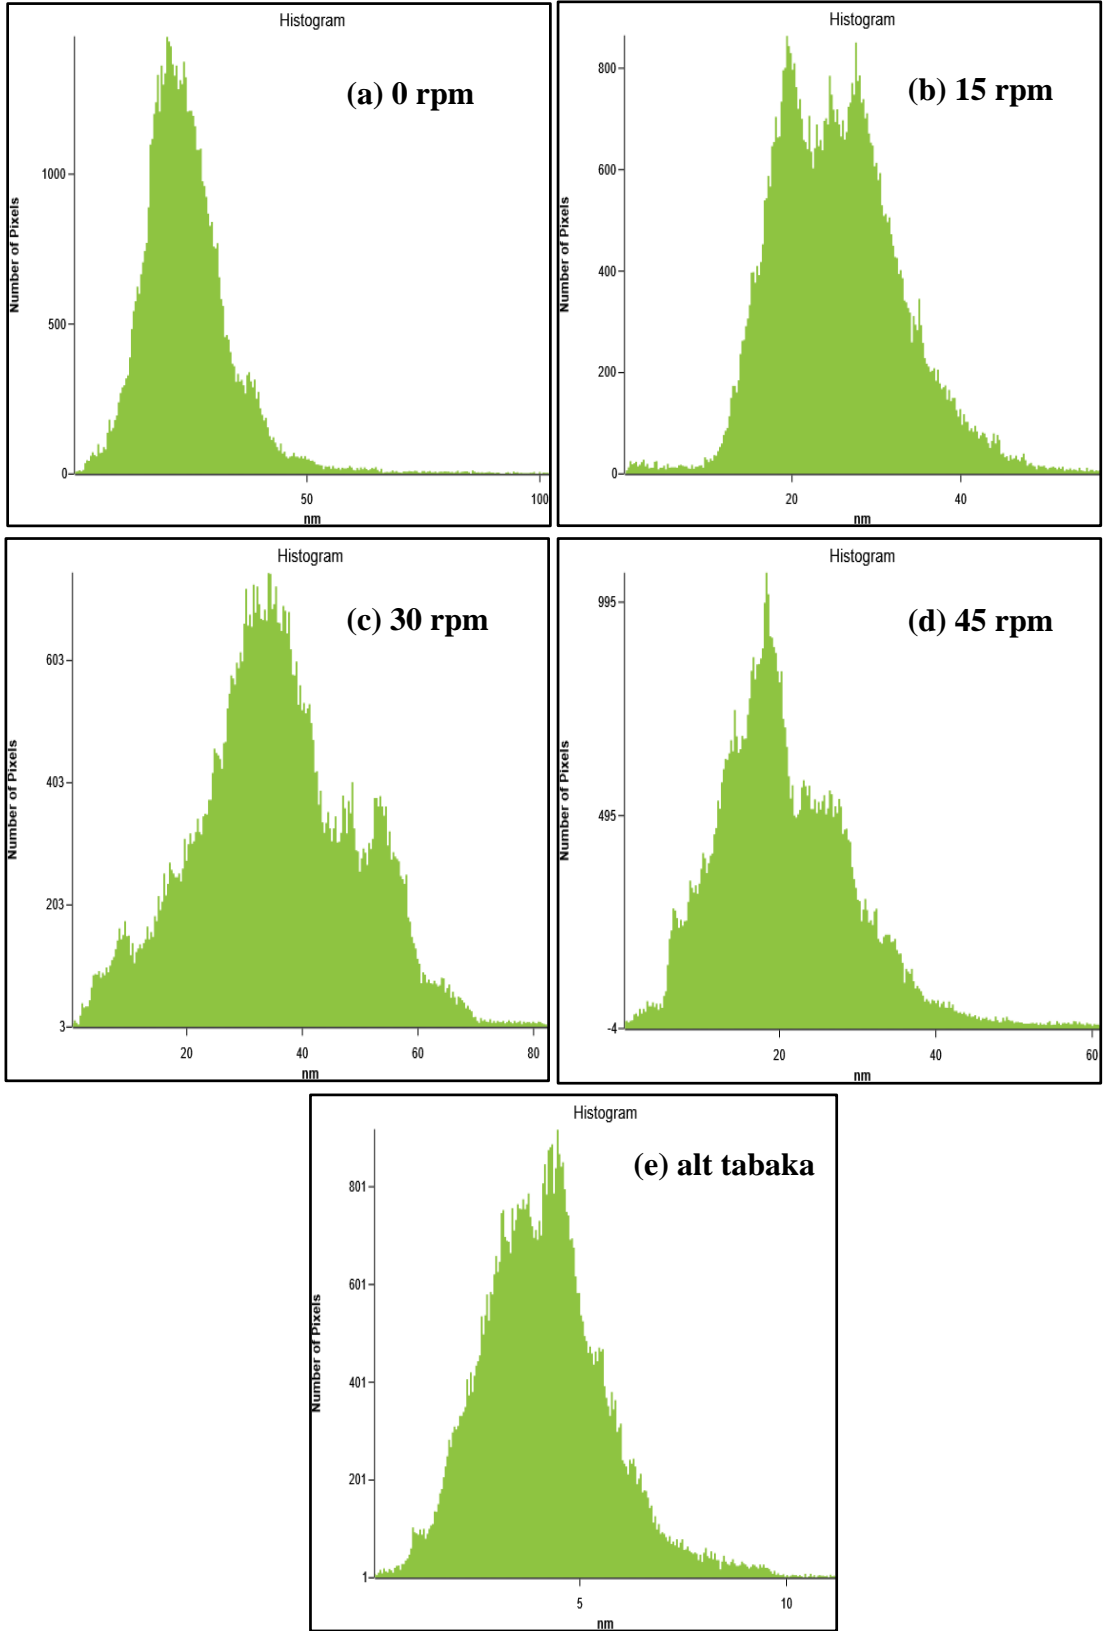 Histogram
(a) 0 rpm
Number of Pixels
1000
500
0
50
100
nm
Histogram
(b) 15 rpm
Number of Pixels
800
600
400
200
0
20
40
nm
Histogram
(c) 30 rpm
Number of Pixels
603
403
203
3
20
40
60
80
nm
Histogram
(d) 45 rpm
Number of Pixels
995
495
-4
20
40
60
nm
Histogram
(e) alt tabaka
Number of Pixels
801
601
401
201
1
5
10
nm